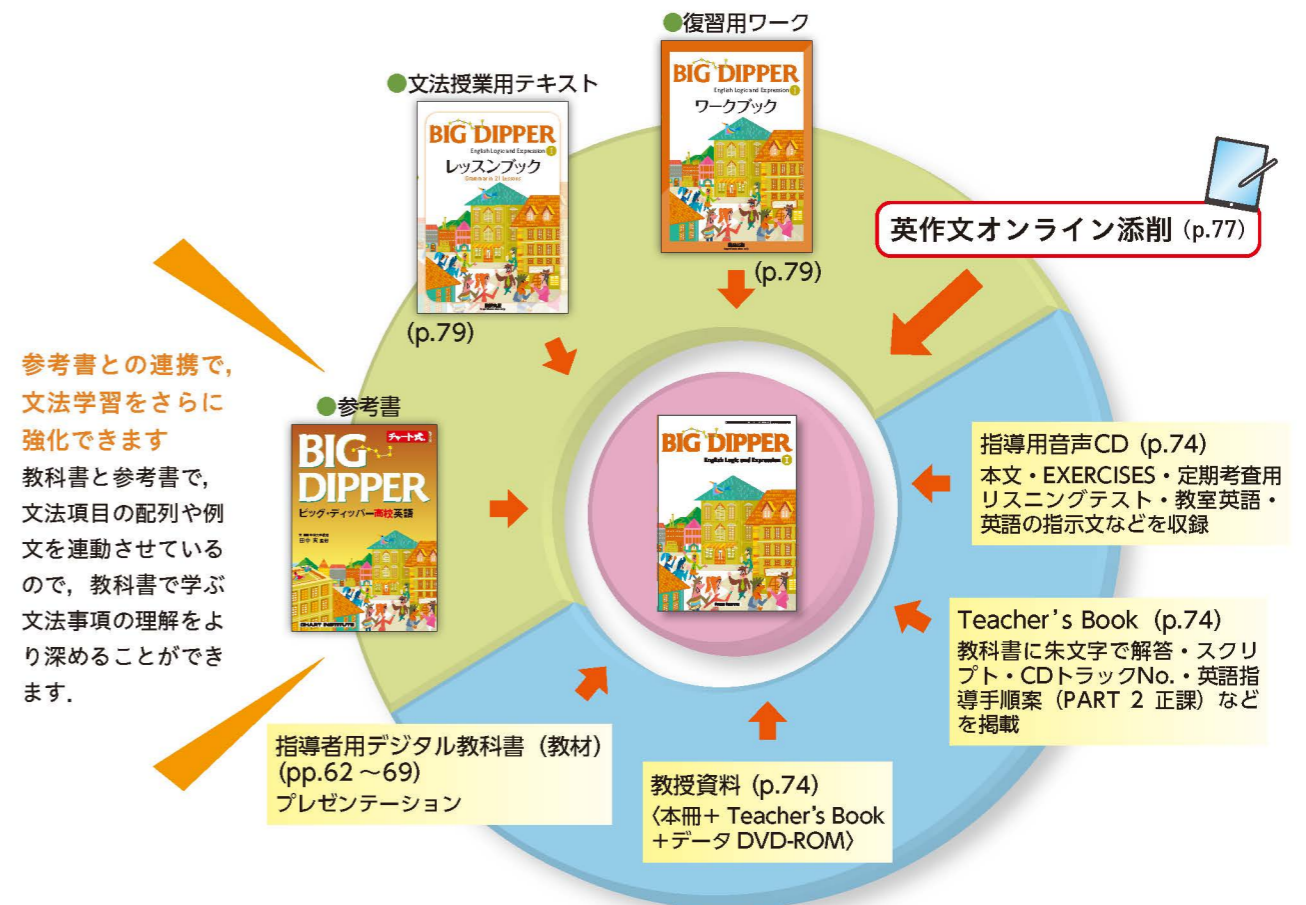 ●復習用ワーク
BIG DIPPER
English Logic and Expression I
ワークブック
(p.79)
●文法授業用テキスト
BIG DIPPER
English Logic and Expression I
レッスンブック
(p.79)
英作文オンライン添削 (p.77)
参考書との連携で,
文法学習をさらに
強化できます
教科書と参考書で,
文法項目の配列や例
文を連動させている
ので, 教科書で学ぶ
文法事項の理解をよ
り深めることができ
ます.
●参考書
チャート式
BIG
DIPPER
ビッグ・ディッパー高校英語
CHART INSTITUTE
BIG DIPPER
English Logic and Expression I
指導用音声CD (p.74)
本文・EXERCISES・定期考査用
リスニングテスト・教室英語・
英語の指示文などを収録
Teacher's Book (p.74)
教科書に朱文字で解答・スクリ
プト・CDトラックNo.・英語指
導手順案 (PART 2 正課) など
を掲載
指導者用デジタル教科書 (教材)
(pp.62～69)
プレゼンテーション
教授資料 (p.74)
〈本冊+ Teacher's Book
+データ DVD-ROM〉